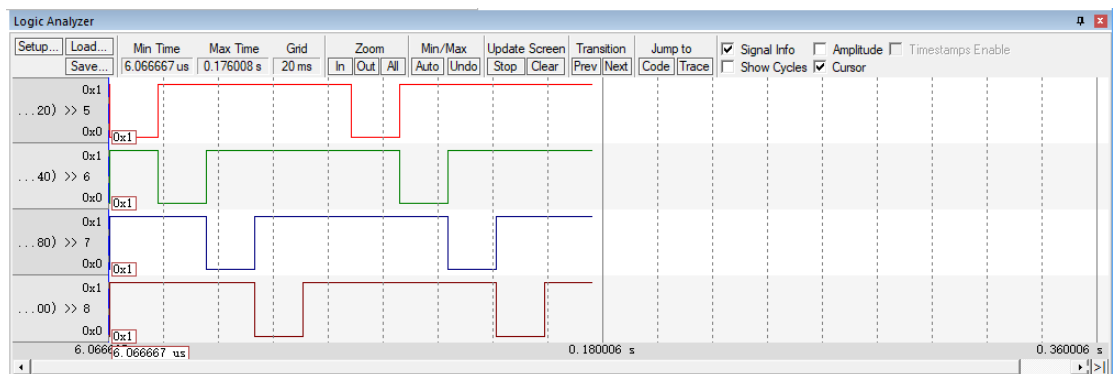 Logic Analyzer
Setup... Load... Min Time Max Time Grid Zoom Min/Max Update Screen Transition Jump to Signal Info Amplitude Timestamps Enable
Save... 6.066667 us 0.176008 s 20 ms In Out All Auto Undo Stop Clear Prev Next Code Trace Show Cycles Cursor
0x1
...20) >> 5
0x0 0x1
0x1
...40) >> 6
0x0 0x1
0x1
...80) >> 7
0x0 0x1
0x1
...00) >> 8
0x0 0x1
6.066 6.066667 us 0.180006 s 0.360006 s